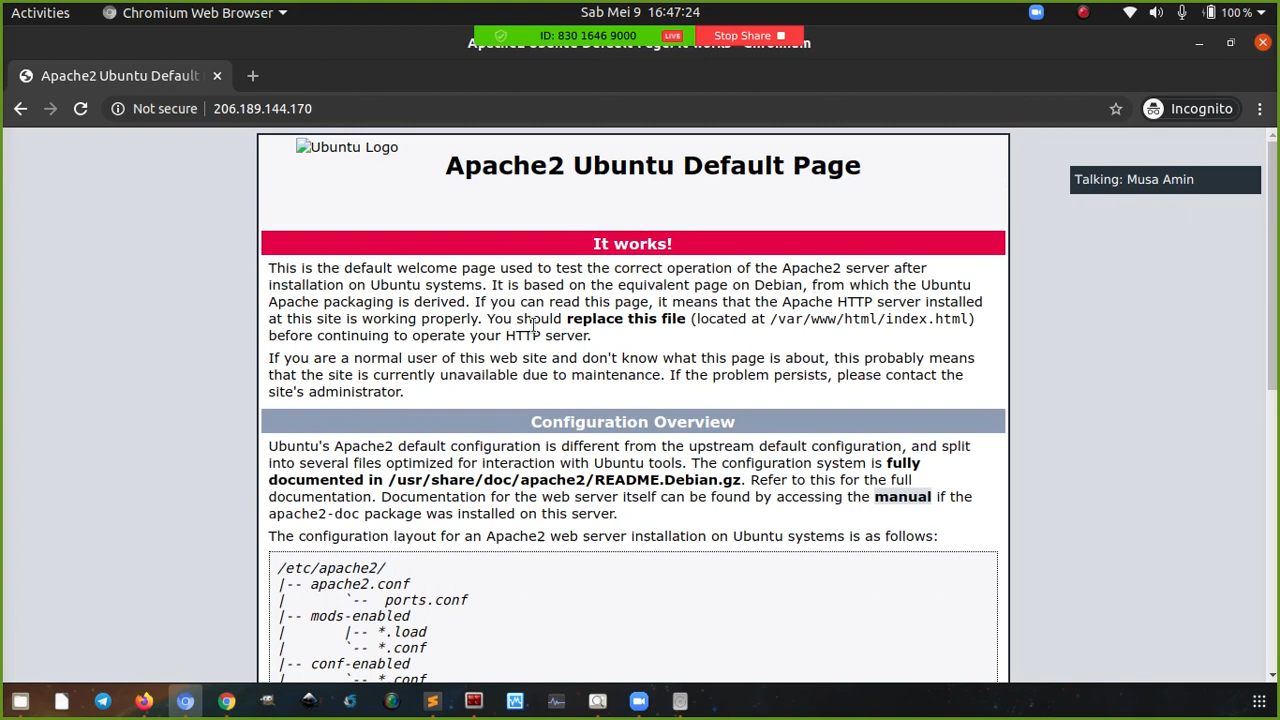 Activities
Chromium Web Browser
Sab Mei 9 16:47:24
100 %
ID: 830 1646 9000
LIVE
Stop Share
Apache2 Ubuntu Default
Not secure
206.189.144.170
Incognito
Talking: Musa Amin
Ubuntu Logo
Apache2 Ubuntu Default Page
It works!
This is the default welcome page used to test the correct operation of the Apache2 server after
installation on Ubuntu systems. It is based on the equivalent page on Debian, from which the Ubuntu
Apache packaging is derived. If you can read this page, it means that the Apache HTTP server installed
at this site is working properly. You should replace this file (located at /var/www/html/index.html)
before continuing to operate your HTTP server.
If you are a normal user of this web site and don't know what this page is about, this probably means
that the site is currently unavailable due to maintenance. If the problem persists, please contact the
site's administrator.
Configuration Overview
Ubuntu's Apache2 default configuration is different from the upstream default configuration, and split
into several files optimized for interaction with Ubuntu tools. The configuration system is fully
documented in /usr/share/doc/apache2/README.Debian.gz. Refer to this for the full
documentation. Documentation for the web server itself can be found by accessing the manual if the
apache2-doc package was installed on this server.
The configuration layout for an Apache2 web server installation on Ubuntu systems is as follows:
/etc/apache2/
|-- apache2.conf
|       `--  ports.conf
|-- mods-enabled
|       |-- *.load
|       `-- *.conf
|-- conf-enabled
|       `-- *.conf